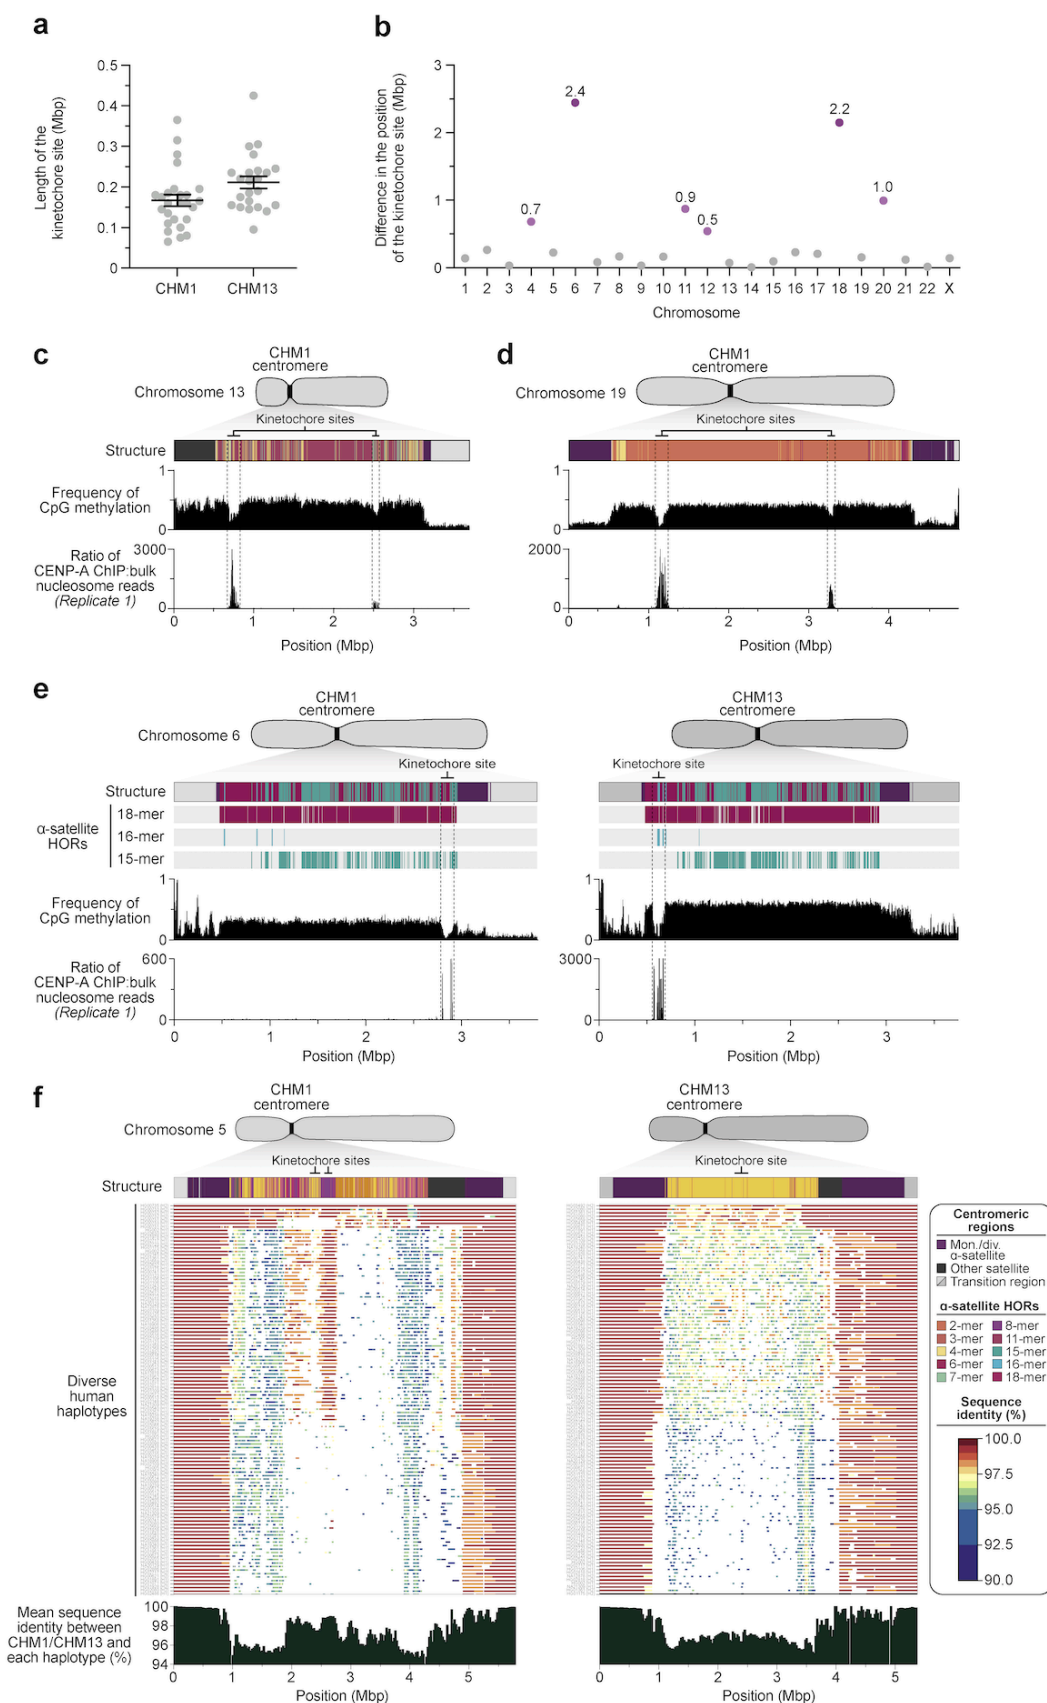 a
0.5
0.4
0.3
0.2
0.1
0
Length of the
kinetochore site (Mbp)
CHM1
CHM13
b
3
2
1
0
Difference in the position
of the kinetochore site (Mbp)
0.7
2.4
0.9
0.5
2.2
1.0
1 2 3 4 5 6 7 8 9 10 11 12 13 14 15 16 17 18 19 20 21 22 X
Chromosome
c
CHM1
centromere
Chromosome 13
Kinetochore sites
Structure
1
Frequency of
CpG methylation
0
Ratio of 3000
CENP-A ChIP:bulk
nucleosome reads
(Replicate 1) 0
0 1 2 3
Position (Mbp)
d
CHM1
centromere
Chromosome 19
Kinetochore sites
1
0
2000
0
0 1 2 3 4
Position (Mbp)
e
CHM1
centromere
Chromosome 6
Kinetochore site
Structure
α-satellite
HORs
18-mer
16-mer
15-mer
1
Frequency of
CpG methylation
0
Ratio of 600
CENP-A ChIP:bulk
nucleosome reads
(Replicate 1) 0
0 1 2 3
Position (Mbp)
CHM13
centromere
Kinetochore site
1
0
3000
0
0 1 2 3
Position (Mbp)
f
CHM1
centromere
Chromosome 5
Kinetochore sites
Structure
Diverse
human
haplotypes
Mean sequence
identity between
CHM1/CHM13 and
each haplotype (%)
100
98
96
94
0 1 2 3 4 5
Position (Mbp)
CHM13
centromere
Kinetochore site
0 1 2 3 4 5
Position (Mbp)
Centromeric
regions
Mon./div.
α-satellite
Other satellite
Transition region
α-satellite HORs
2-mer 8-mer
3-mer 11-mer
4-mer 15-mer
6-mer 16-mer
7-mer 18-mer
Sequence
identity (%)
100.0
97.5
95.0
92.5
90.0